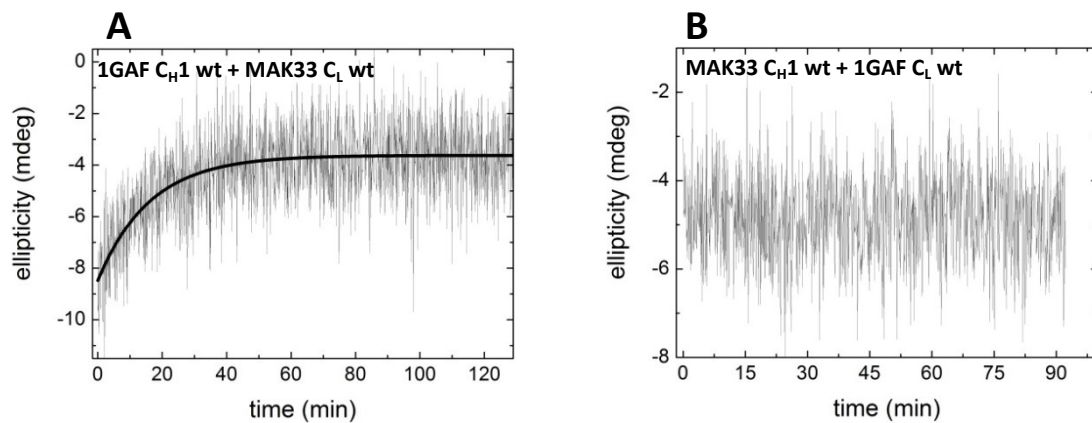 A
1GAF CH1 wt + MAK33 CL wt
0
-2
-4
-6
-8
-10
ellipticity (mdeg)
0 20 40 60 80 100 120
time (min)
B
MAK33 CH1 wt + 1GAF CL wt
-2
-4
-6
-8
ellipticity (mdeg)
0 15 30 45 60 75 90
time (min)